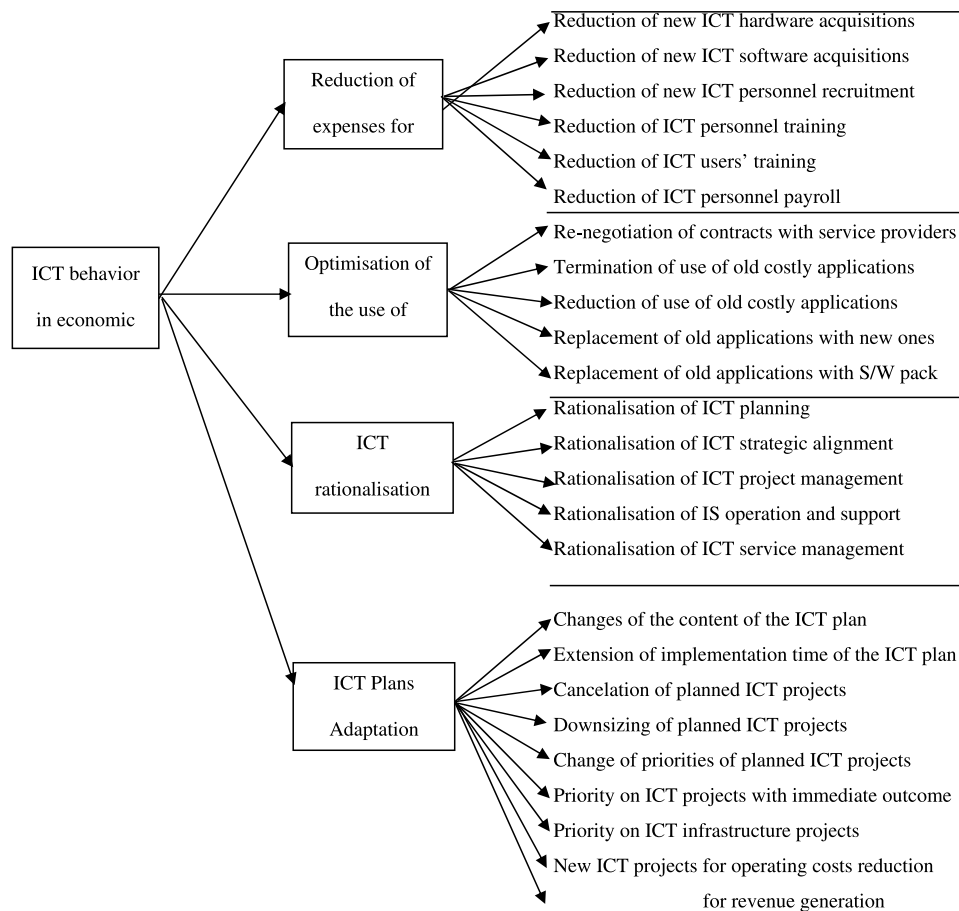 ICT behavior
in economic
Reduction of
expenses for
Reduction of new ICT hardware acquisitions
Reduction of new ICT software acquisitions
Reduction of new ICT personnel recruitment
Reduction of ICT personnel training
Reduction of ICT users’ training
Reduction of ICT personnel payroll
Optimisation of
the use of
Re-negotiation of contracts with service providers
Termination of use of old costly applications
Reduction of use of old costly applications
Replacement of old applications with new ones
Replacement of old applications with S/W pack
ICT
rationalisation
Rationalisation of ICT planning
Rationalisation of ICT strategic alignment
Rationalisation of ICT project management
Rationalisation of IS operation and support
Rationalisation of ICT service management
ICT Plans
Adaptation
Changes of the content of the ICT plan
Extension of implementation time of the ICT plan
Cancelation of planned ICT projects
Downsizing of planned ICT projects
Change of priorities of planned ICT projects
Priority on ICT projects with immediate outcome
Priority on ICT infrastructure projects
New ICT projects for operating costs reduction
for revenue generation